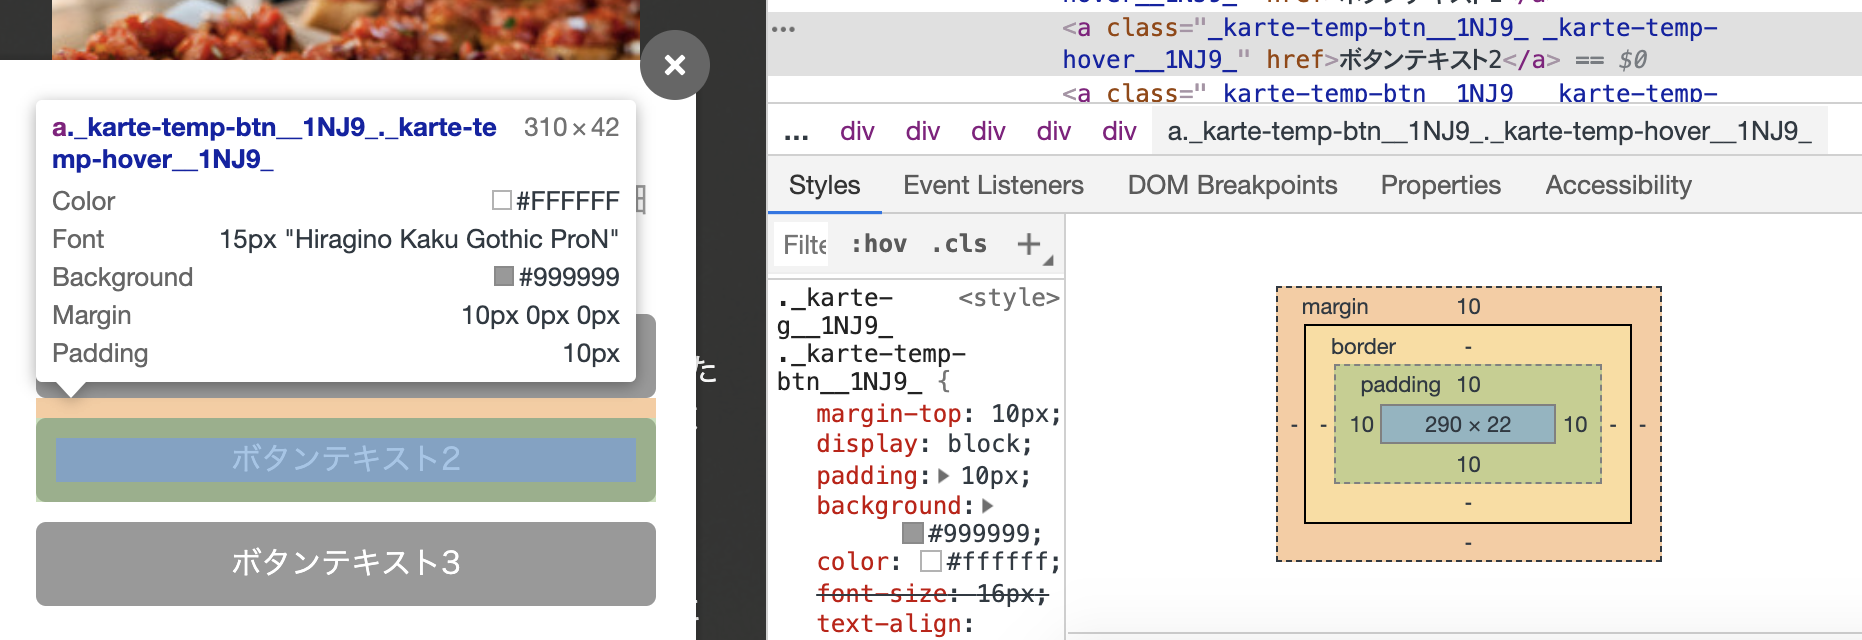 <a class="_karte-temp-btn__1NJ9_ _karte-temp-
hover__1NJ9_" href>ボタンテキスト2</a> == $0
<a class="_karte-temp-btn__1NJ9_ _karte-temp-
… div div div div div a._karte-temp-btn__1NJ9_._karte-temp-hover__1NJ9_
Styles Event Listeners DOM Breakpoints Properties Accessibility
:hov .cls +
a._karte-temp-btn__1NJ9_._karte-te 310 × 42
mp-hover__1NJ9_
Color #FFFFFF
Font 15px "Hiragino Kaku Gothic ProN"
Background #999999
Margin 10px 0px 0px
Padding 10px
た
ボタンテキスト2
ボタンテキスト3
._karte- <style>
g__1NJ9_
._karte-temp-
btn__1NJ9_ {
margin-top: 10px;
display: block;
padding: 10px;
background:
#999999;
color: #ffffff;
font-size: 16px;
text-align:
margin 10
border -
padding 10
- - 10 290 × 22 10 - -
10
-
-